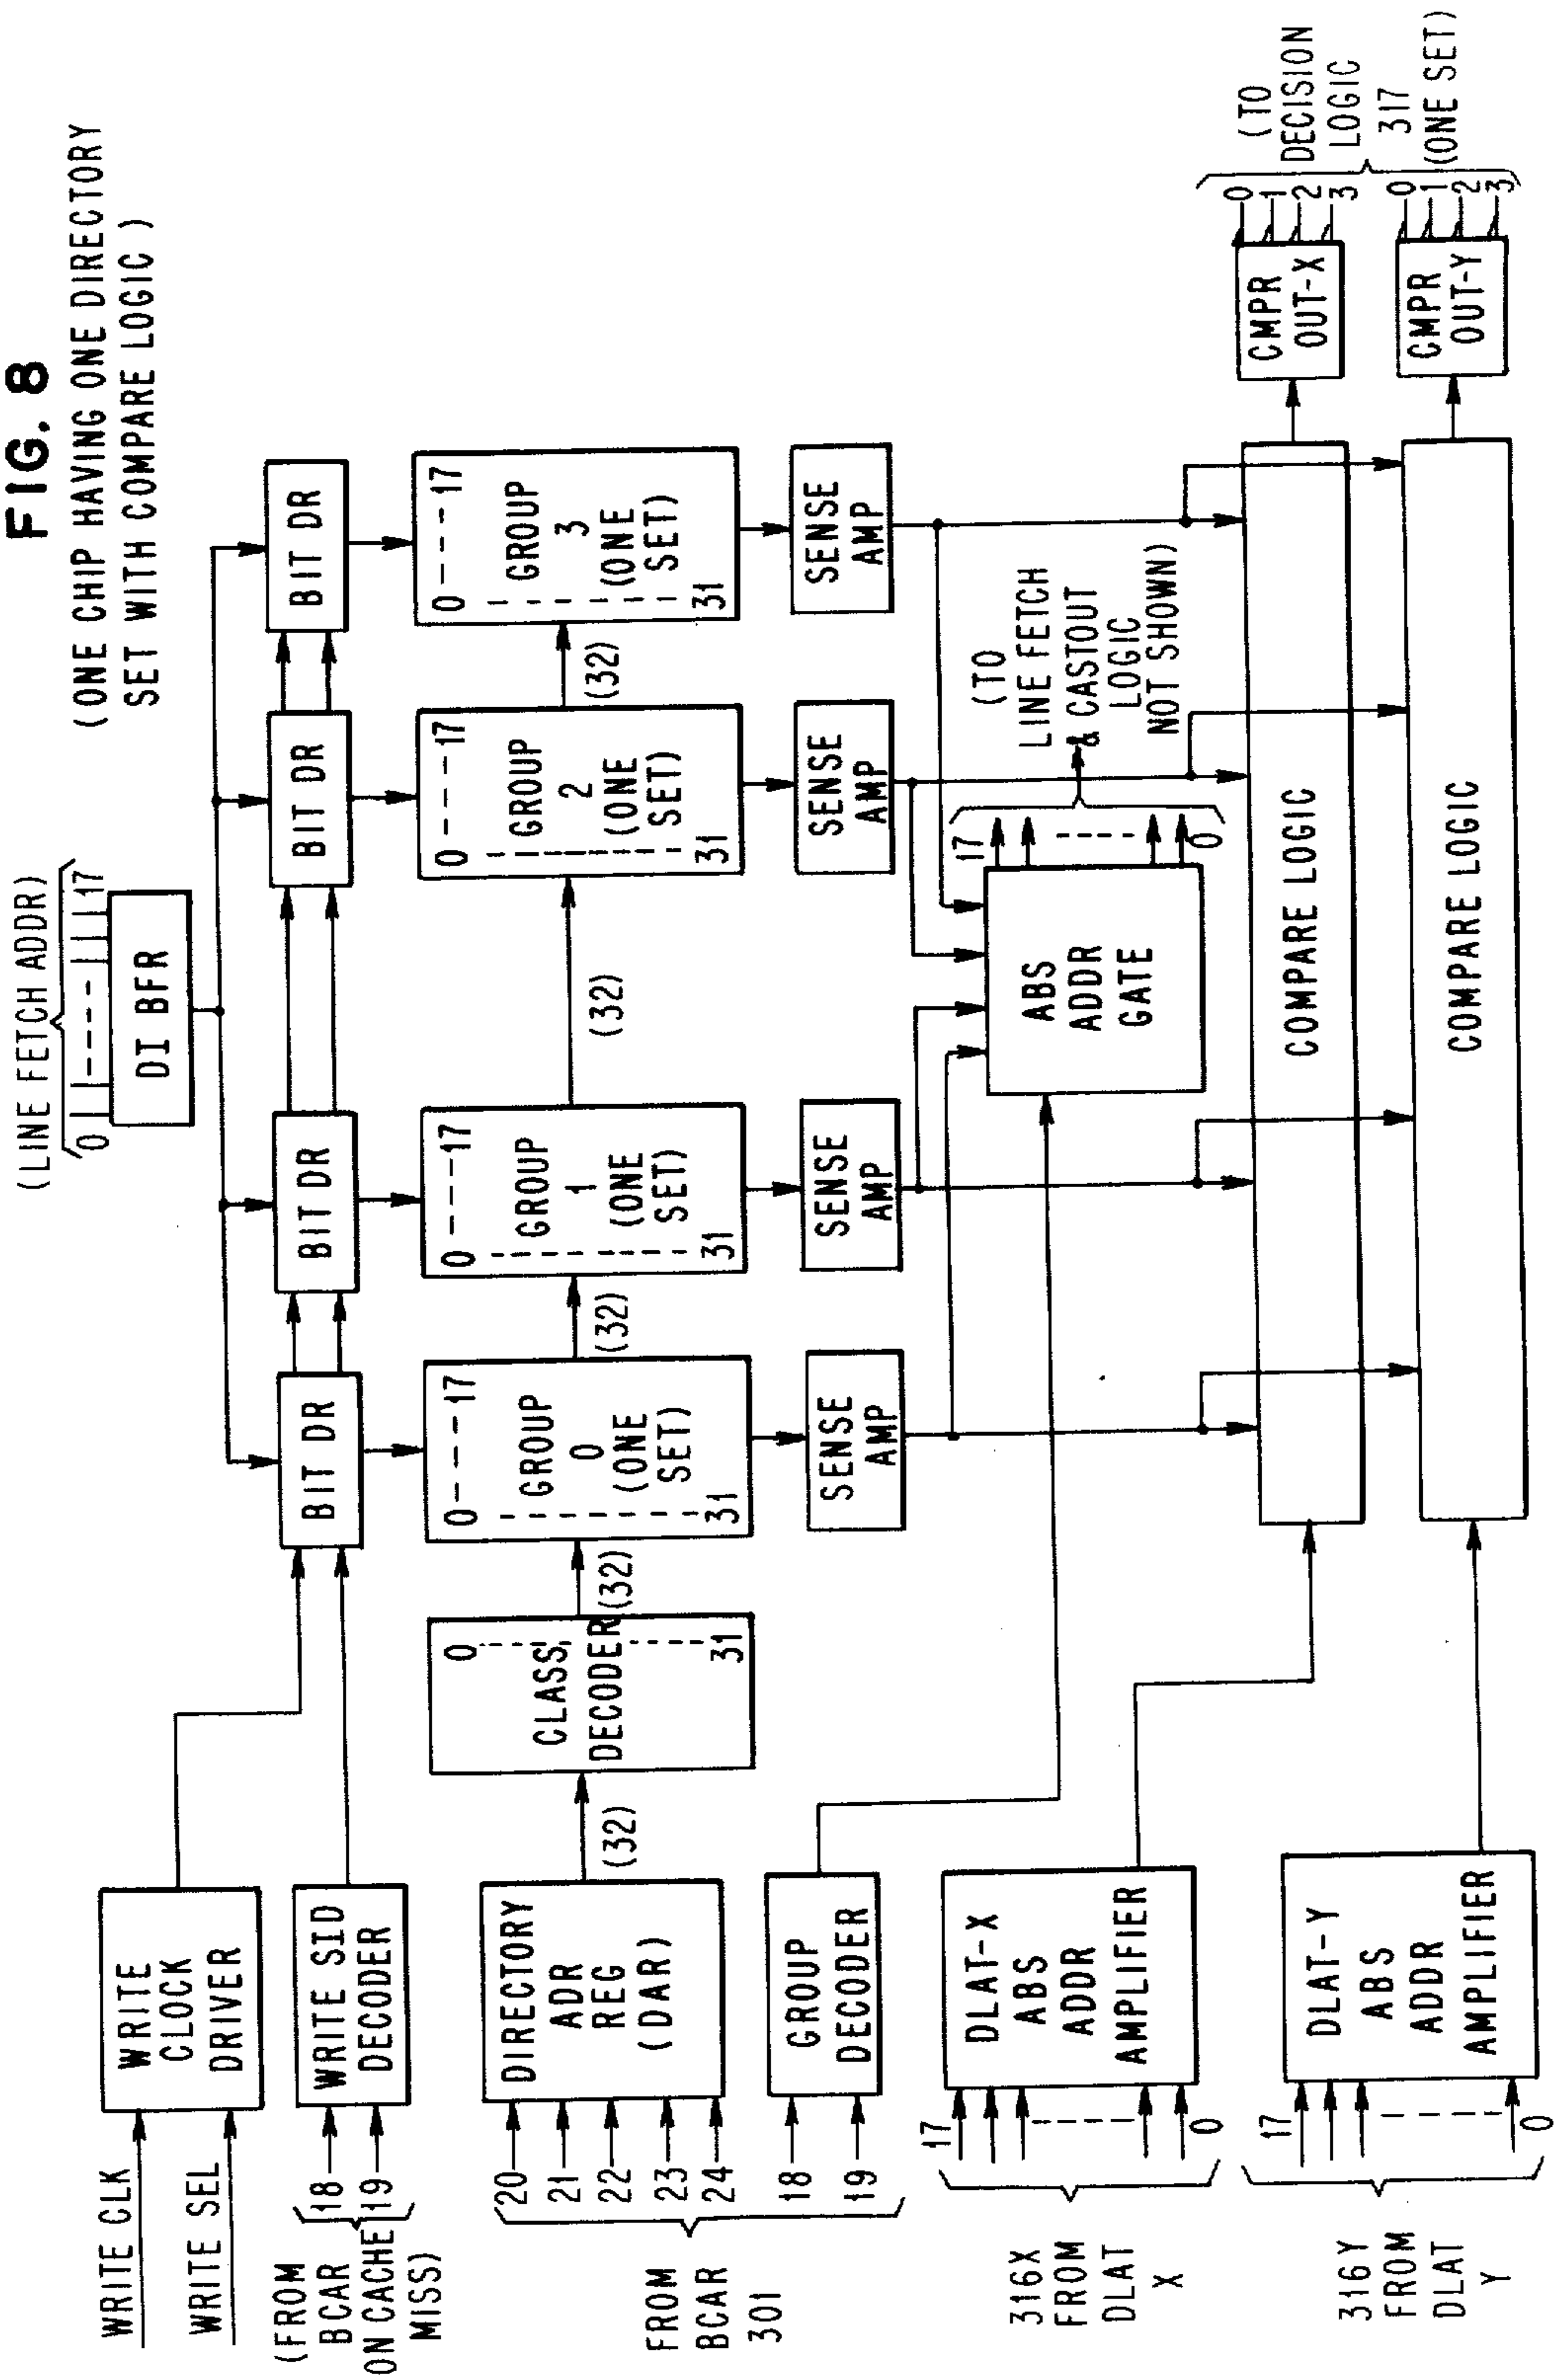 FIG. 8
(ONE CHIP HAVING ONE DIRECTORY
SET WITH COMPARE LOGIC)
(LINE FETCH ADDR)
0 ---- 17
DI BFR
WRITE CLK
WRITE SEL
WRITE
CLOCK
DRIVER
(FROM
BCAR
ON CACHE
MISS)
18
19
WRITE SID
DECODER
BIT DR
BIT DR
BIT DR
BIT DR
FROM
BCAR
301
20
21
22
23
24
DIRECTORY
ADR
REG
(DAR)
(32)
0
CLASS
DECODER
31
(32)
0---17
GROUP
0
(ONE
SET)
31
(32)
0---17
GROUP
1
(ONE
SET)
31
(32)
0---17
GROUP
2
(ONE
SET)
31
(32)
0---17
GROUP
3
(ONE
SET)
31
SENSE
AMP
SENSE
AMP
SENSE
AMP
SENSE
AMP
18
19
GROUP
DECODER
ABS
ADDR
GATE
17
0
(TO
LINE FETCH
& CASTOUT
LOGIC
NOT SHOWN)
316X
FROM
DLAT
X
17
0
DLAT-X
ABS
ADDR
AMPLIFIER
COMPARE LOGIC
CMPR
OUT-X
0
1
2
3
316Y
FROM
DLAT
Y
17
0
DLAT-Y
ABS
ADDR
AMPLIFIER
COMPARE LOGIC
CMPR
OUT-Y
0
1
2
3
(TO
DECISION
LOGIC
317
(ONE SET)